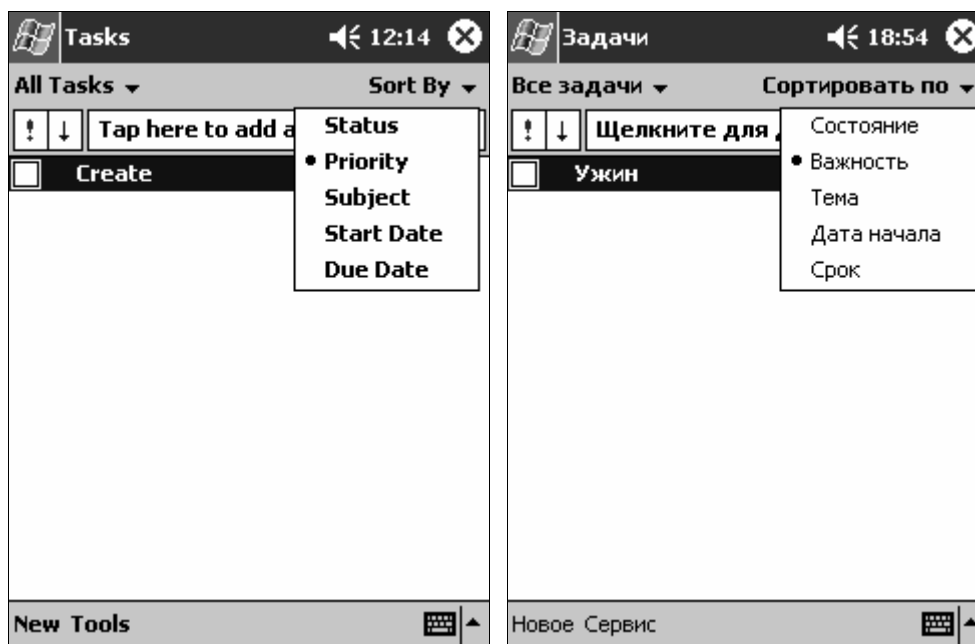 Tasks 12:14
All Tasks Sort By
! ↓ Tap here to add a
Status
Priority
Subject
Start Date
Due Date
Create
New Tools
Задачи 18:54
Все задачи Сортировать по
! ↓ Щелкните для
Состояние
Важность
Тема
Дата начала
Срок
Ужин
Новое Сервис